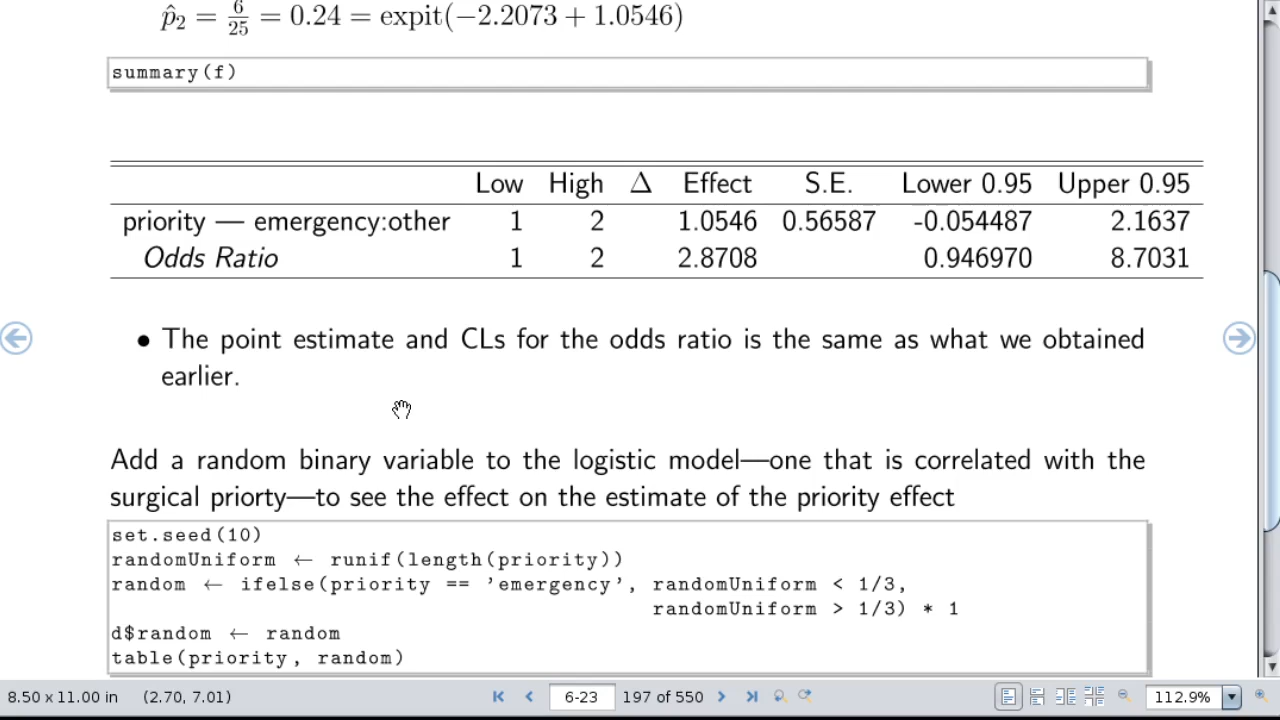 p̂₂ = 6/25 = 0.24 = expit(−2.2073 + 1.0546)
summary(f)
Low High Δ Effect S.E. Lower 0.95 Upper 0.95
priority — emergency:other 1 2 1.0546 0.56587 -0.054487 2.1637
Odds Ratio 1 2 2.8708 0.946970 8.7031
• The point estimate and CLs for the odds ratio is the same as what we obtained
earlier.
Add a random binary variable to the logistic model—one that is correlated with the
surgical priorty—to see the effect on the estimate of the priority effect
set.seed(10)
randomUniform ← runif(length(priority))
random ← ifelse(priority == 'emergency', randomUniform < 1/3,
randomUniform > 1/3) * 1
d$random ← random
table(priority, random)
8.50 x 11.00 in (2.70, 7.01) 6-23 197 of 550 112.9%